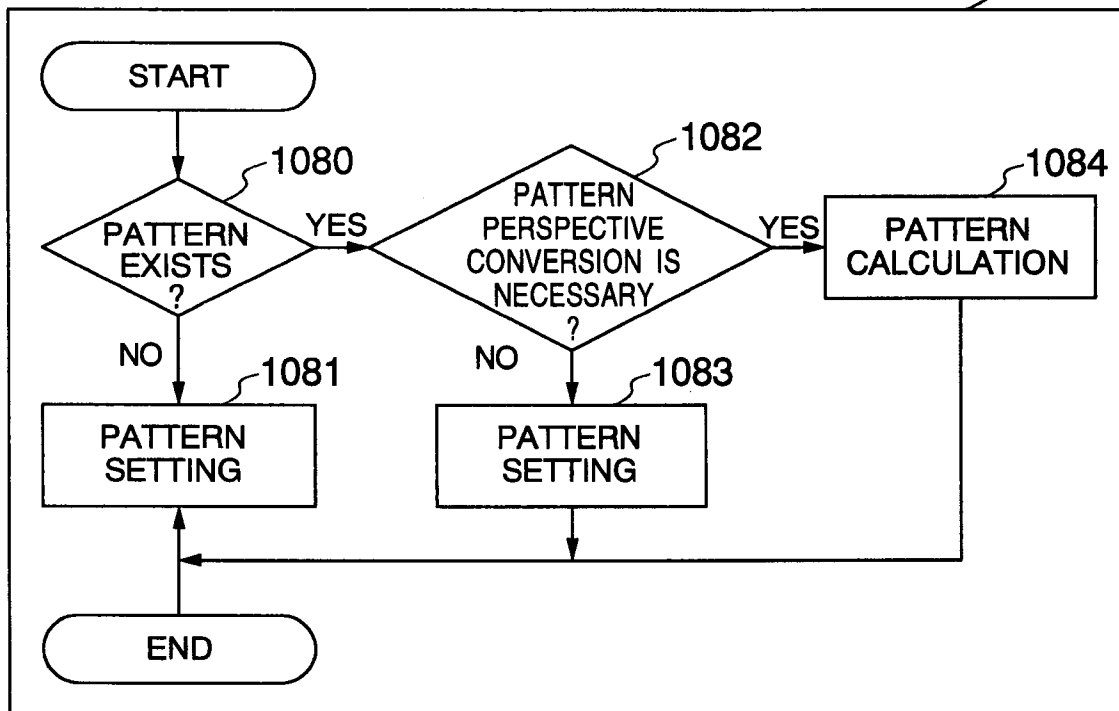 START
1080
PATTERN
EXISTS
?
YES
NO
1082
PATTERN
PERSPECTIVE
CONVERSION IS
NECESSARY
?
YES
NO
1084
PATTERN
CALCULATION
1081
PATTERN
SETTING
1083
PATTERN
SETTING
END